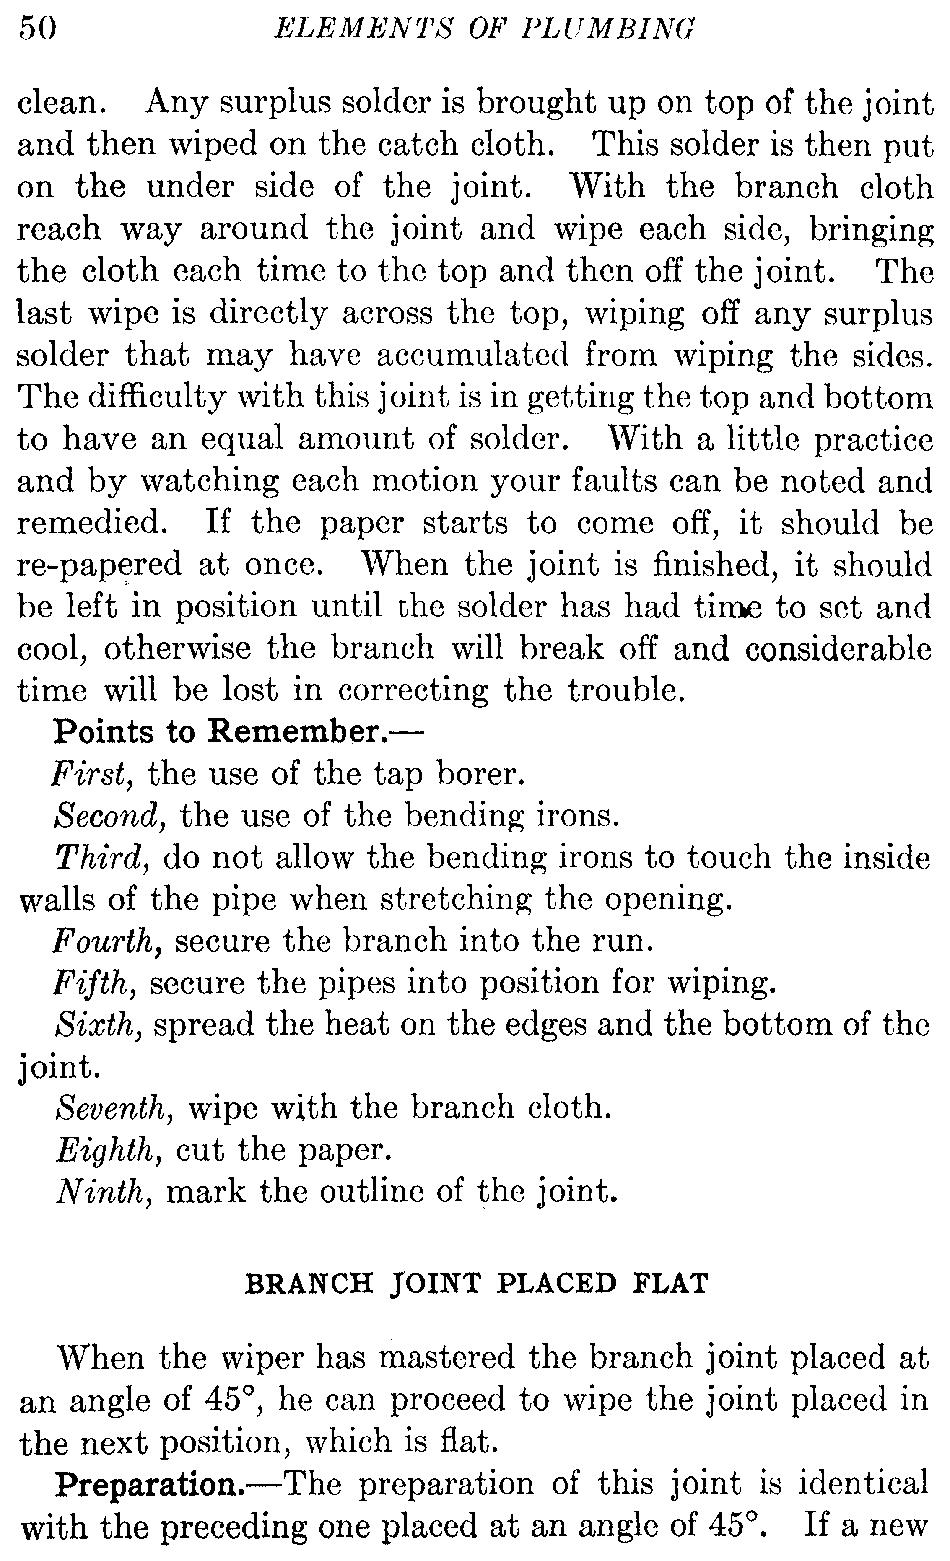 50 ELEMENTS OF PLUMBING
clean. Any surplus solder is brought up on top of the joint
and then wiped on the catch cloth. This solder is then put
on the under side of the joint. With the branch cloth
reach way around the joint and wipe each side, bringing
the cloth each time to the top and then off the joint. The
last wipe is directly across the top, wiping off any surplus
solder that may have accumulated from wiping the sides.
The difficulty with this joint is in getting the top and bottom
to have an equal amount of solder. With a little practice
and by watching each motion your faults can be noted and
remedied. If the paper starts to come off, it should be
re-papered at once. When the joint is finished, it should
be left in position until the solder has had time to set and
cool, otherwise the branch will break off and considerable
time will be lost in correcting the trouble.
Points to Remember.—
First, the use of the tap borer.
Second, the use of the bending irons.
Third, do not allow the bending irons to touch the inside
walls of the pipe when stretching the opening.
Fourth, secure the branch into the run.
Fifth, secure the pipes into position for wiping.
Sixth, spread the heat on the edges and the bottom of the
joint.
Seventh, wipe with the branch cloth.
Eighth, cut the paper.
Ninth, mark the outline of the joint.
BRANCH JOINT PLACED FLAT
When the wiper has mastered the branch joint placed at
an angle of 45°, he can proceed to wipe the joint placed in
the next position, which is flat.
Preparation.—The preparation of this joint is identical
with the preceding one placed at an angle of 45°. If a new